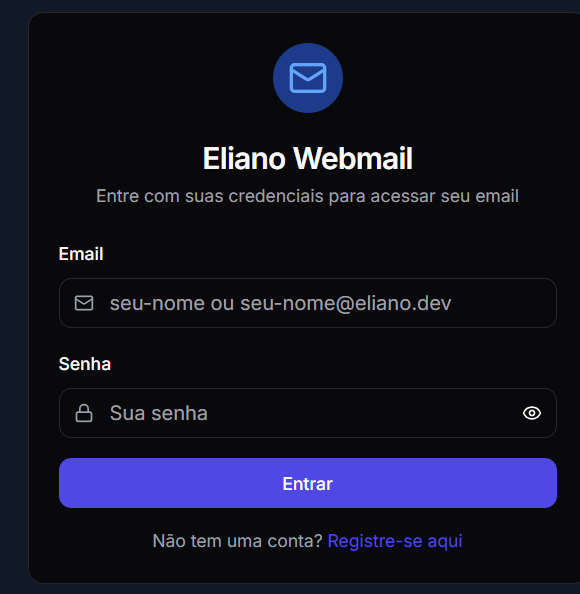 Eliano Webmail
Entre com suas credenciais para acessar seu email
Email
seu-nome ou seu-nome@eliano.dev
Senha
Sua senha
Entrar
Não tem uma conta? Registre-se aqui